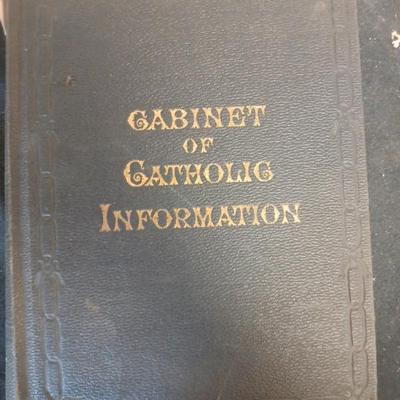 CABINET
OF
CATHOLIC
INFORMATION